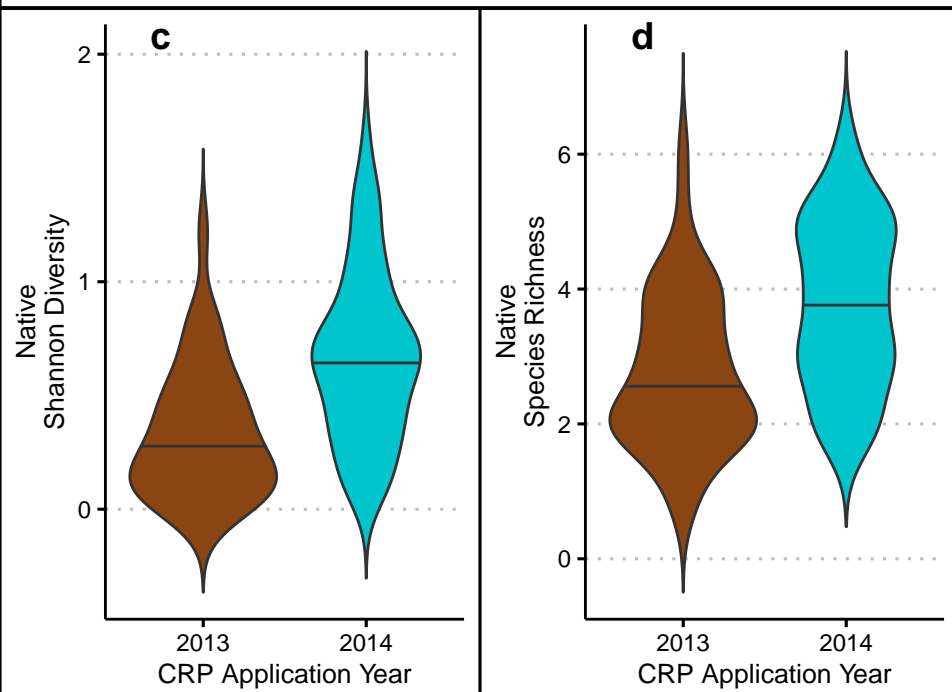 c
2
1
0
Native
Shannon Diversity
2013 2014
CRP Application Year
d
6
4
2
0
Native
Species Richness
2013 2014
CRP Application Year